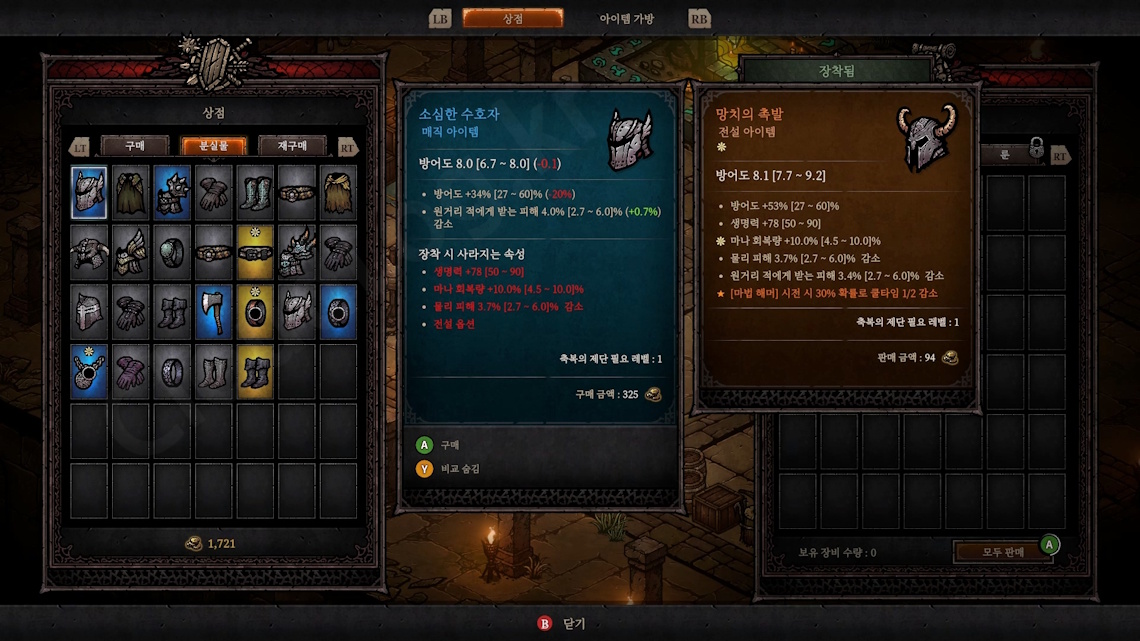 LB 상점 아이템 가방 RB
상점
LT 구매 분실물 재구매 RT
1,721
소심한 수호자
매직 아이템
방어도 8.0 [6.7 ~ 8.0] (-0.1)
• 방어도 +34% [27 ~ 60]% (-20%)
• 원거리 적에게 받는 피해 4.0% [2.7 ~ 6.0]% (+0.7%)
감소
장착 시 사라지는 속성
• 생명력 +78 [50 ~ 90]
• 마나 회복량 +10.0% [4.5 ~ 10.0]%
• 물리 피해 3.7% [2.7 ~ 6.0]% 감소
• 전설 옵션
축복의 제단 필요 레벨 : 1
구매 금액 : 325
A 구매
Y 비교 숨김
장착됨
망치의 촉발
전설 아이템
방어도 8.1 [7.7 ~ 9.2]
• 방어도 +53% [27 ~ 60]%
• 생명력 +78 [50 ~ 90]
마나 회복량 +10.0% [4.5 ~ 10.0]%
• 물리 피해 3.7% [2.7 ~ 6.0]% 감소
• 원거리 적에게 받는 피해 3.4% [2.7 ~ 6.0]% 감소
★ [마법 해머] 시전 시 30% 확률로 쿨타임 1/2 감소
축복의 제단 필요 레벨 : 1
판매 금액 : 94
룬 RT
보유 장비 수량 : 0
모두 판매 A
B 닫기